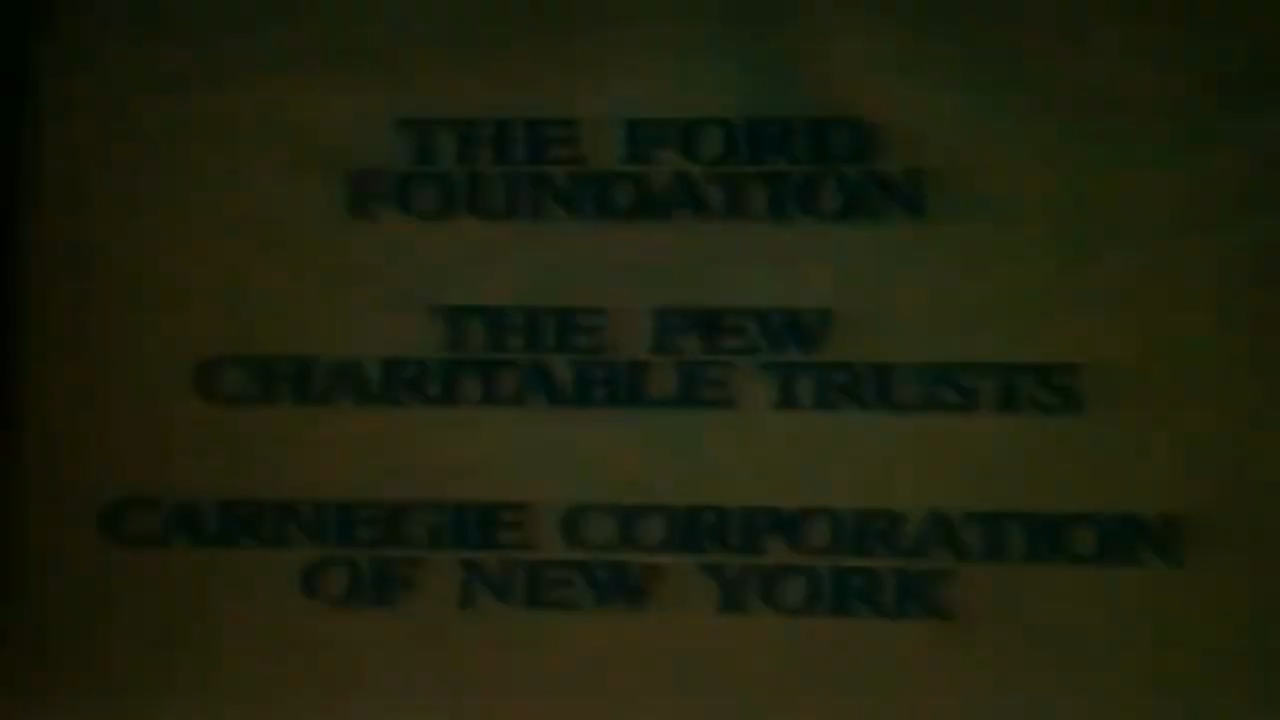 THE FORD
FOUNDATION
THE PEW
CHARITABLE TRUSTS
CARNEGIE CORPORATION
OF NEW YORK